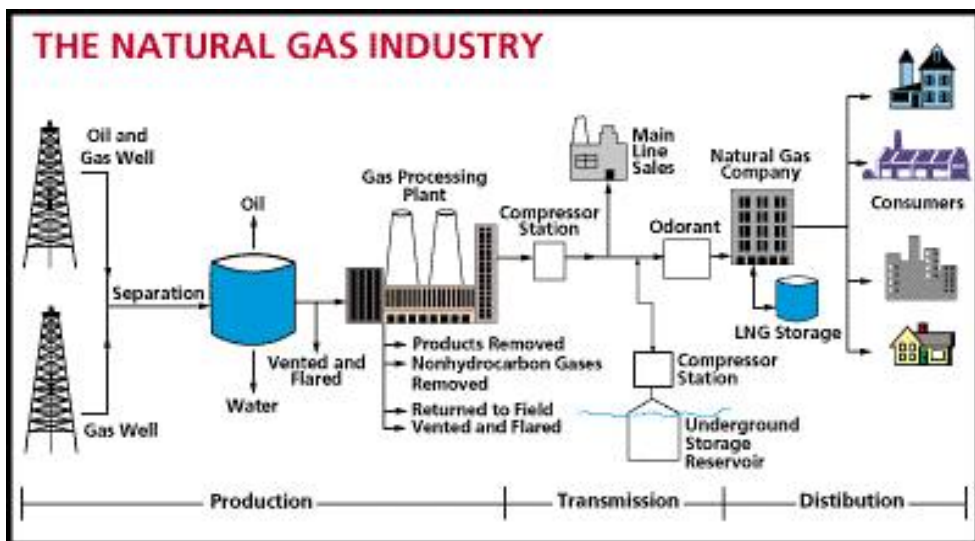 THE NATURAL GAS INDUSTRY
Oil and
Gas Well
Oil
Gas Processing
Plant
Main
Line
Sales
Natural Gas
Company
Compressor
Station
Odorant
Consumers
Separation
LNG Storage
Vented and
Flared
Water
Gas Well
Products Removed
Nonhydrocarbon Gases
Removed
Returned to Field
Vented and Flared
Compressor
Station
Underground
Storage
Reservoir
Production
Transmission
Distibution